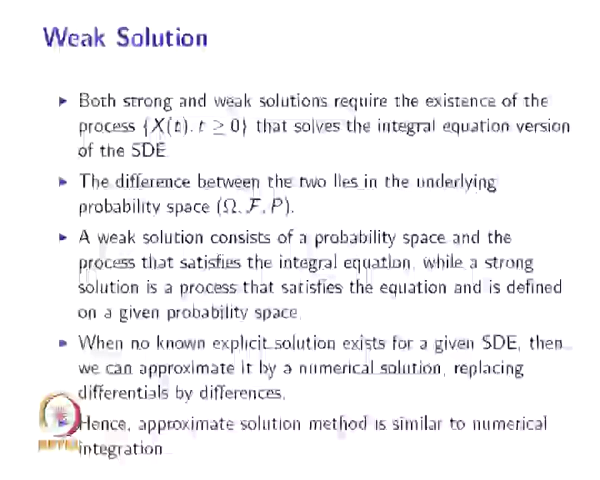 Weak Solution
▶ Both strong and weak solutions require the existence of the
process {X(t), t ≥ 0} that solves the integral equation version
of the SDE
▶ The difference between the two lies in the underlying
probability space (Ω, F, P).
▶ A weak solution consists of a probability space and the
process that satisfies the integral equation, while a strong
solution is a process that satisfies the equation and is defined
on a given probability space.
▶ When no known explicit solution exists for a given SDE, then
we can approximate it by a numerical solution, replacing
differentials by differences.
▶ Hence, approximate solution method is similar to numerical
NPTEL integration